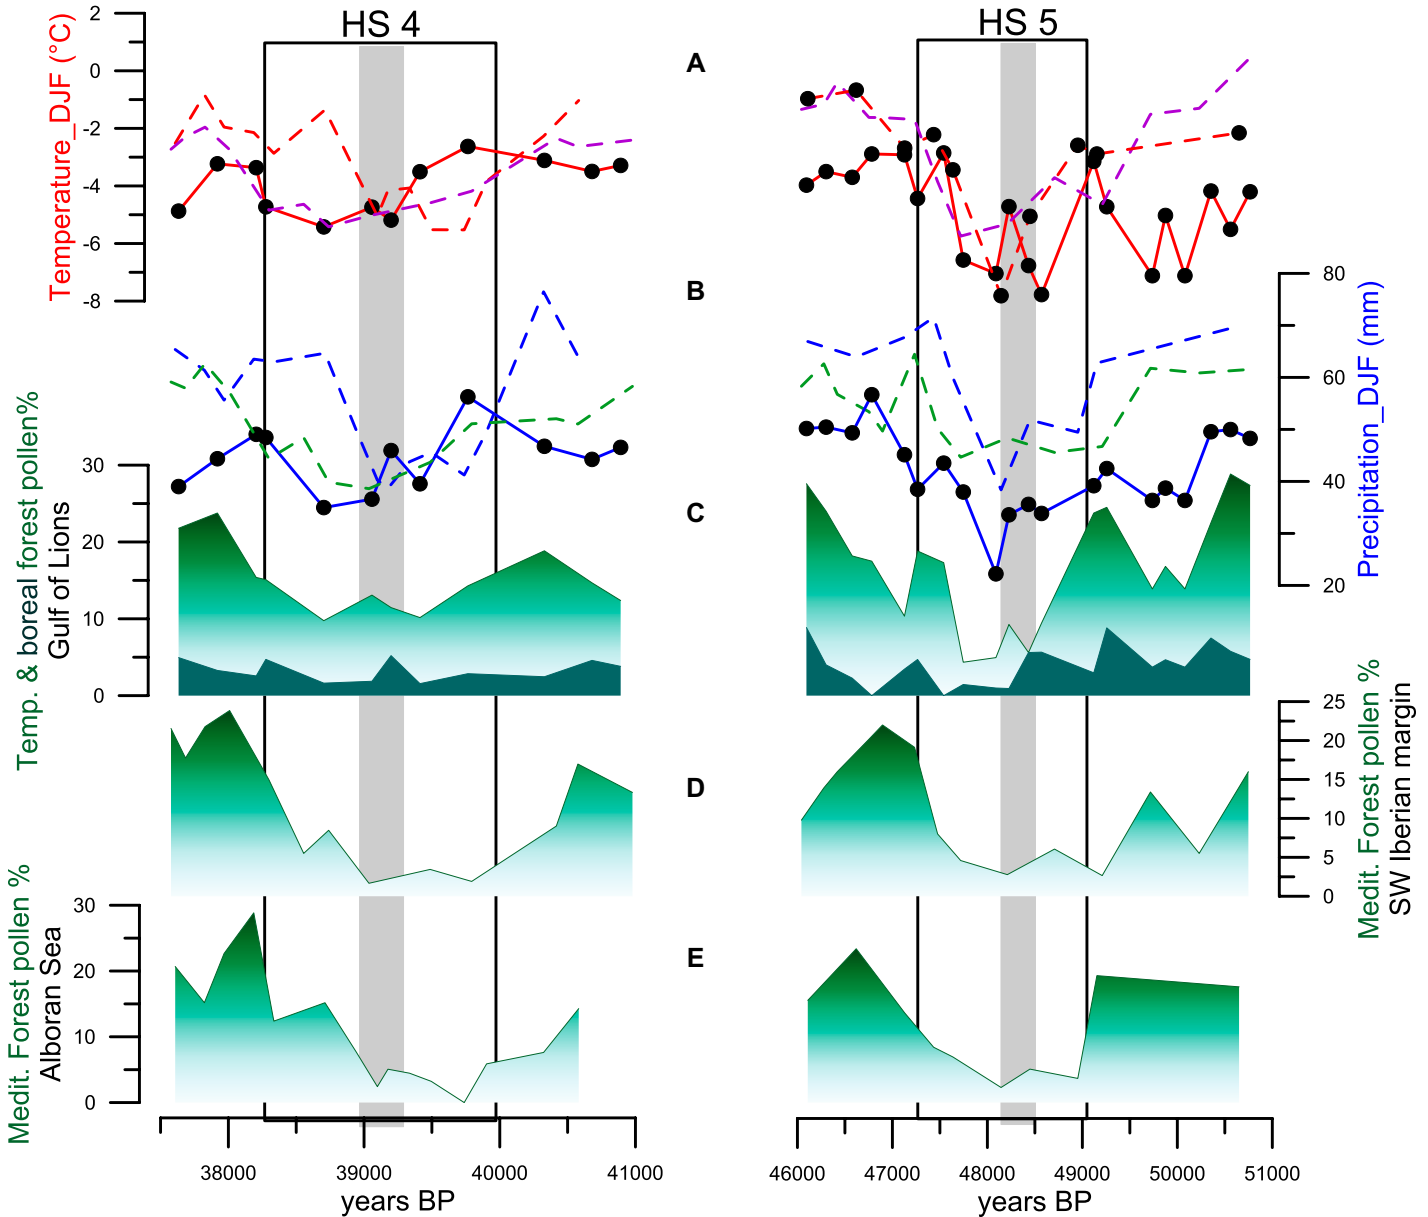 HS 4
HS 5
A
B
C
D
E
Temperature_DJF (°C)
2
0
-2
-4
-6
-8
Precipitation_DJF (mm)
80
60
40
20
Temp. & boreal forest pollen%
Gulf of Lions
30
20
10
0
Medit. Forest pollen %
SW Iberian margin
25
20
15
10
5
0
Medit. Forest pollen %
Alboran Sea
30
20
10
0
38000 39000 40000 41000
years BP
46000 47000 48000 49000 50000 51000
years BP